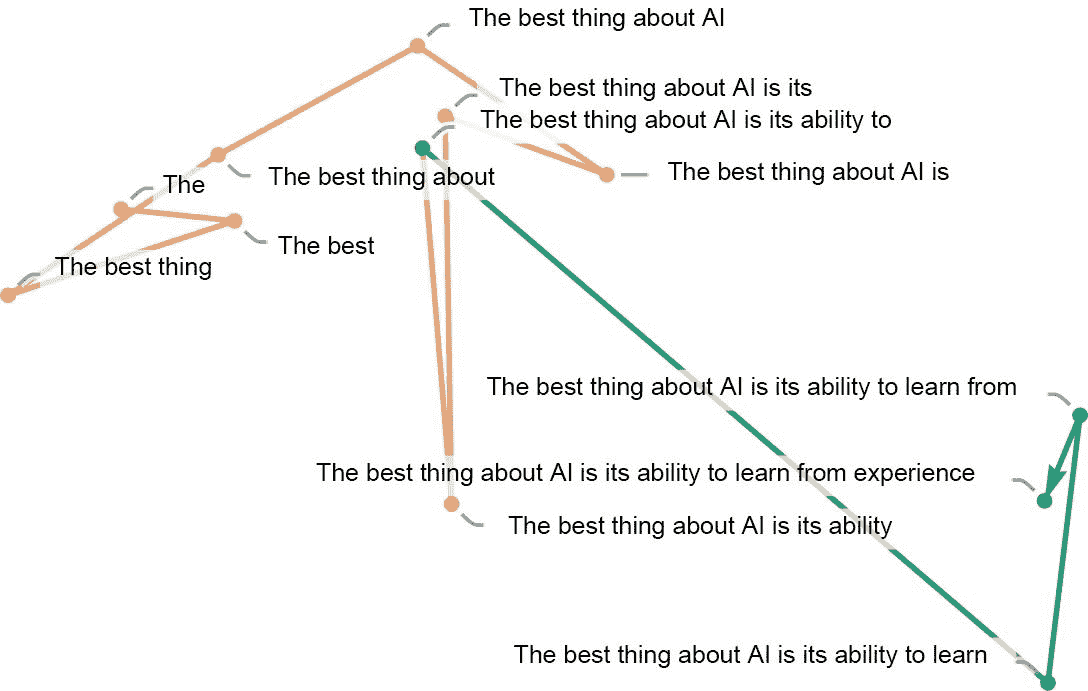 The best thing about AI
The best thing about AI is its
The best thing about AI is its ability to
The best thing about AI is
The best thing about
The
The best
The best thing
The best thing about AI is its ability to learn from
The best thing about AI is its ability to learn from experience
The best thing about AI is its ability
The best thing about AI is its ability to learn